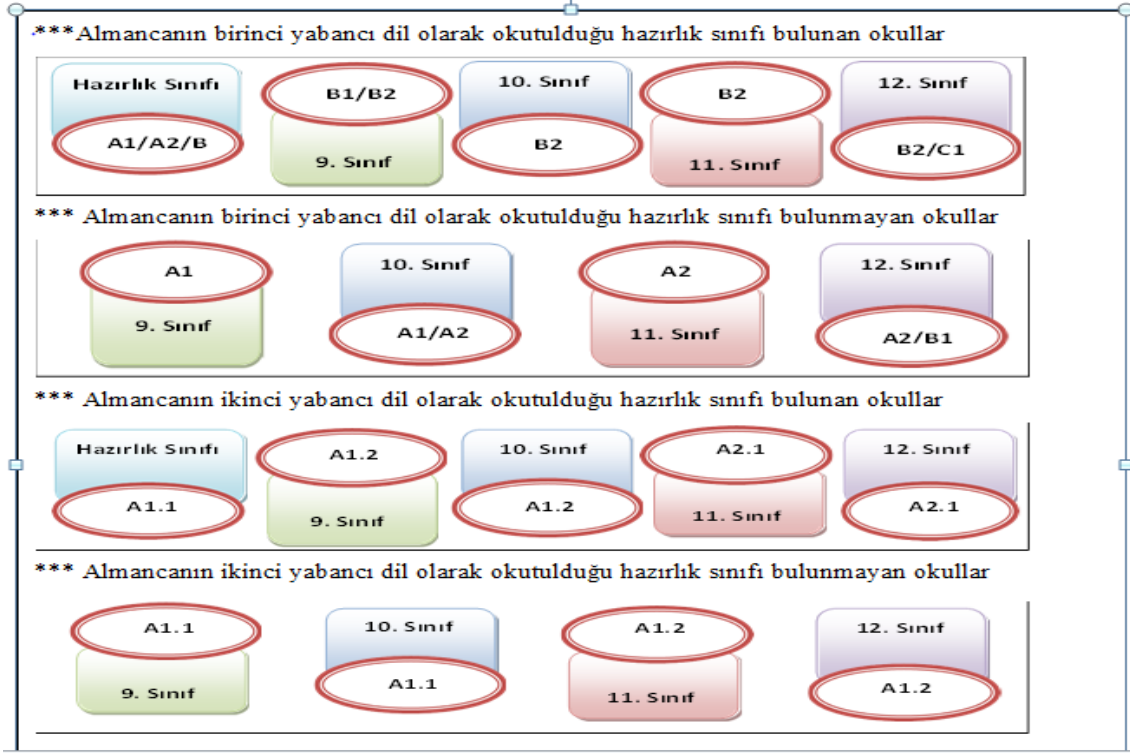 ***Almancanın birinci yabancı dil olarak okutulduğu hazırlık sınıfı bulunan okullar
Hazırlık Sınıfı
A1/A2/B
B1/B2
9. Sınıf
10. Sınıf
B2
B2
11. Sınıf
12. Sınıf
B2/C1
*** Almancanın birinci yabancı dil olarak okutulduğu hazırlık sınıfı bulunmayan okullar
A1
9. Sınıf
10. Sınıf
A1/A2
A2
11. Sınıf
12. Sınıf
A2/B1
*** Almancanın ikinci yabancı dil olarak okutulduğu hazırlık sınıfı bulunan okullar
Hazırlık Sınıfı
A1.1
A1.2
9. Sınıf
10. Sınıf
A1.2
A2.1
11. Sınıf
12. Sınıf
A2.1
*** Almancanın ikinci yabancı dil olarak okutulduğu hazırlık sınıfı bulunmayan okullar
A1.1
9. Sınıf
10. Sınıf
A1.1
A1.2
11. Sınıf
12. Sınıf
A1.2